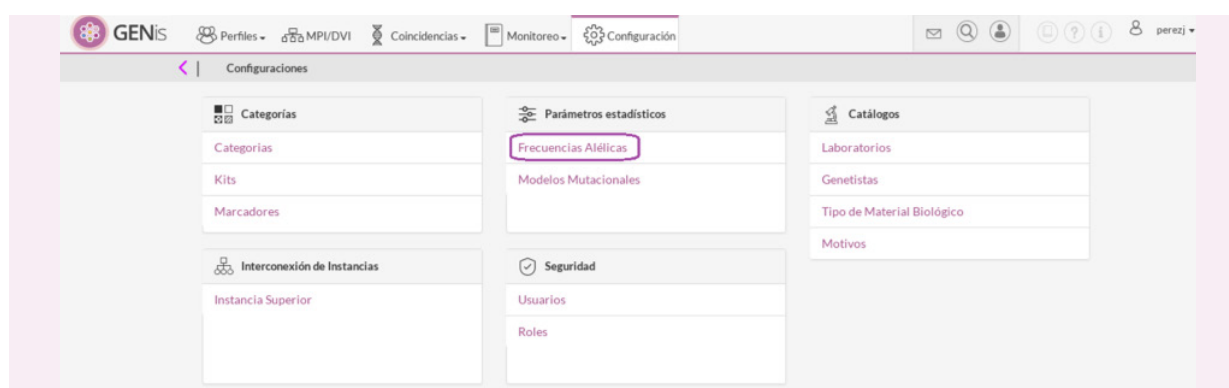 GENis Perfiles MPI/DVI Coincidencias Monitoreo Configuración perezj
Configuraciones
Categorías
Categorias
Kits
Marcadores
Parámetros estadísticos
Frecuencias Alélicas
Modelos Mutacionales
Catálogos
Laboratorios
Genetistas
Tipo de Material Biológico
Motivos
Interconexión de Instancias
Instancia Superior
Seguridad
Usuarios
Roles